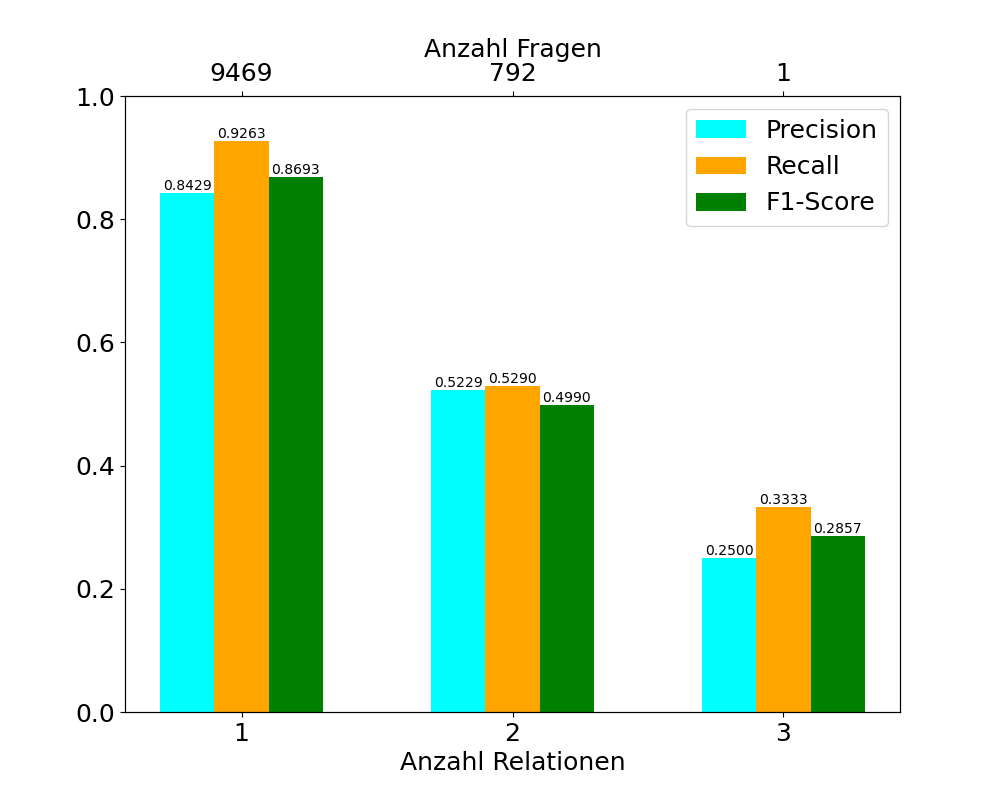 Anzahl Fragen
9469 792 1
1.0
0.8
0.6
0.4
0.2
0.0
Precision
Recall
F1-Score
0.8429 0.9263 0.8693
0.5229 0.5290 0.4990
0.2500 0.3333 0.2857
1 2 3
Anzahl Relationen